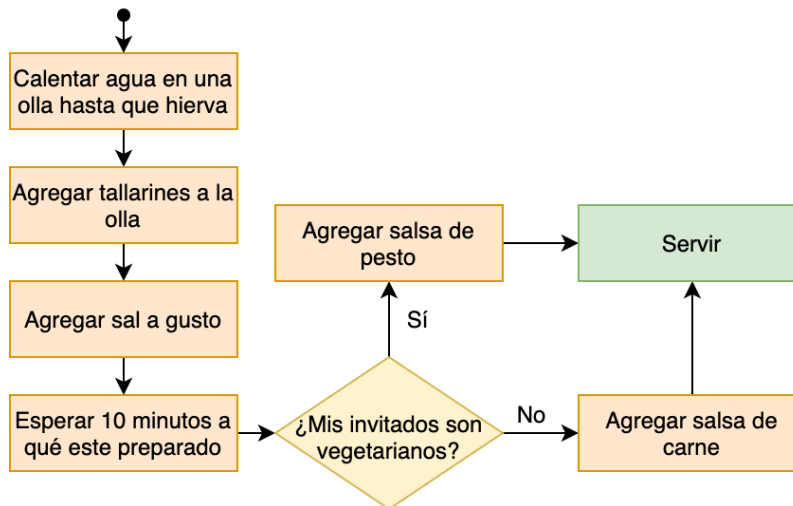 Calentar agua en una
olla hasta que hierva
Agregar tallarines a la
olla
Agregar sal a gusto
Esperar 10 minutos a
qué este preparado
¿Mis invitados son
vegetarianos?
Sí
Agregar salsa de
pesto
No
Agregar salsa de
carne
Servir